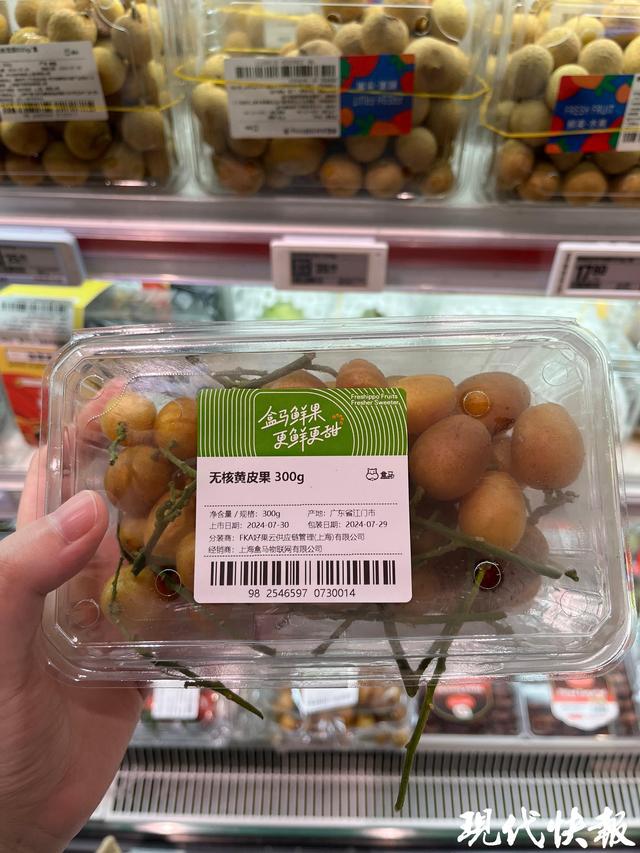 FRESH FRUIT
17.80
盒马鲜果
更鲜更甜
Freshippo Fruits
Fresher Sweeter
无核黄皮果 300g
盒马
净含量 / 规格：300g 产地：广东省江门市
上市日期：2024-07-30 包装日期：2024-07-29
分装商：FKA好果云供应链管理(上海)有限公司
经销商：上海盒马物联网有限公司
98 2546597 0730014
现代快報